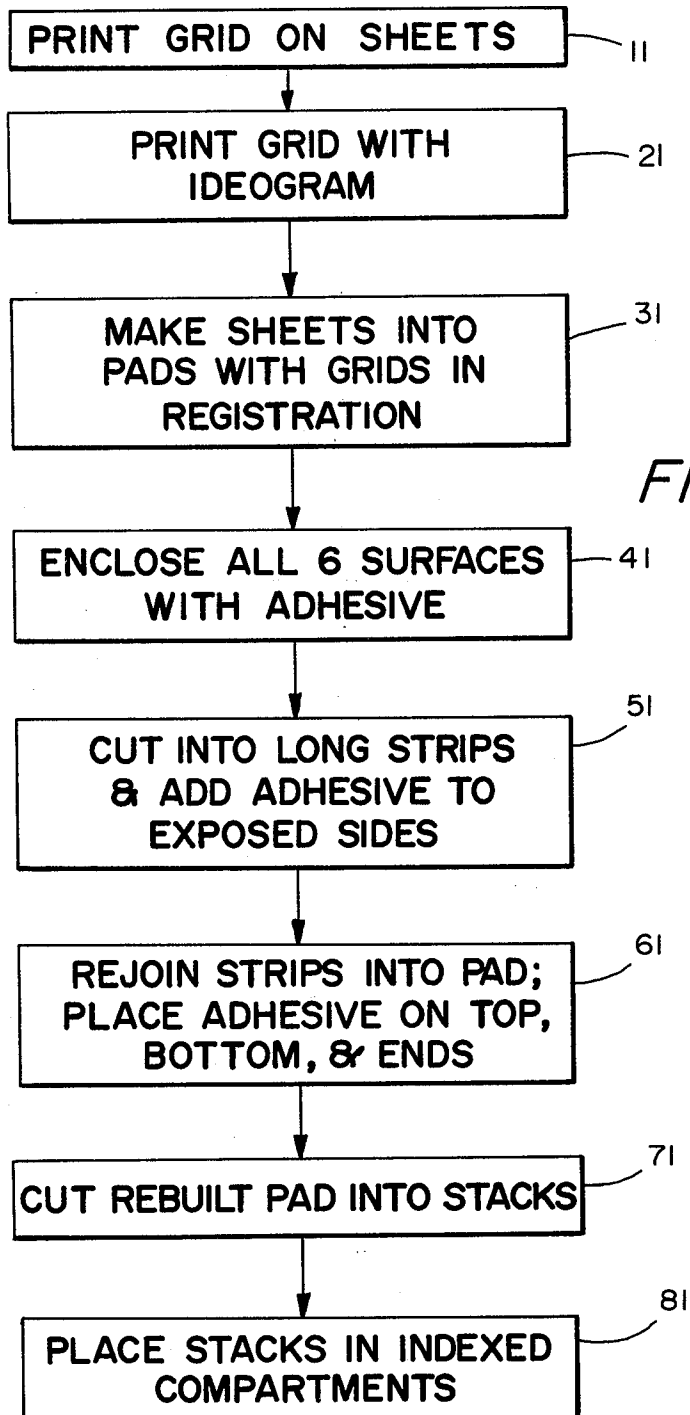 PRINT GRID ON SHEETS
11
PRINT GRID WITH
IDEOGRAM
21
MAKE SHEETS INTO
PADS WITH GRIDS IN
REGISTRATION
31
ENCLOSE ALL 6 SURFACES
WITH ADHESIVE
41
CUT INTO LONG STRIPS
& ADD ADHESIVE TO
EXPOSED SIDES
51
REJOIN STRIPS INTO PAD;
PLACE ADHESIVE ON TOP,
BOTTOM, & ENDS
61
CUT REBUILT PAD INTO STACKS
71
PLACE STACKS IN INDEXED
COMPARTMENTS
81